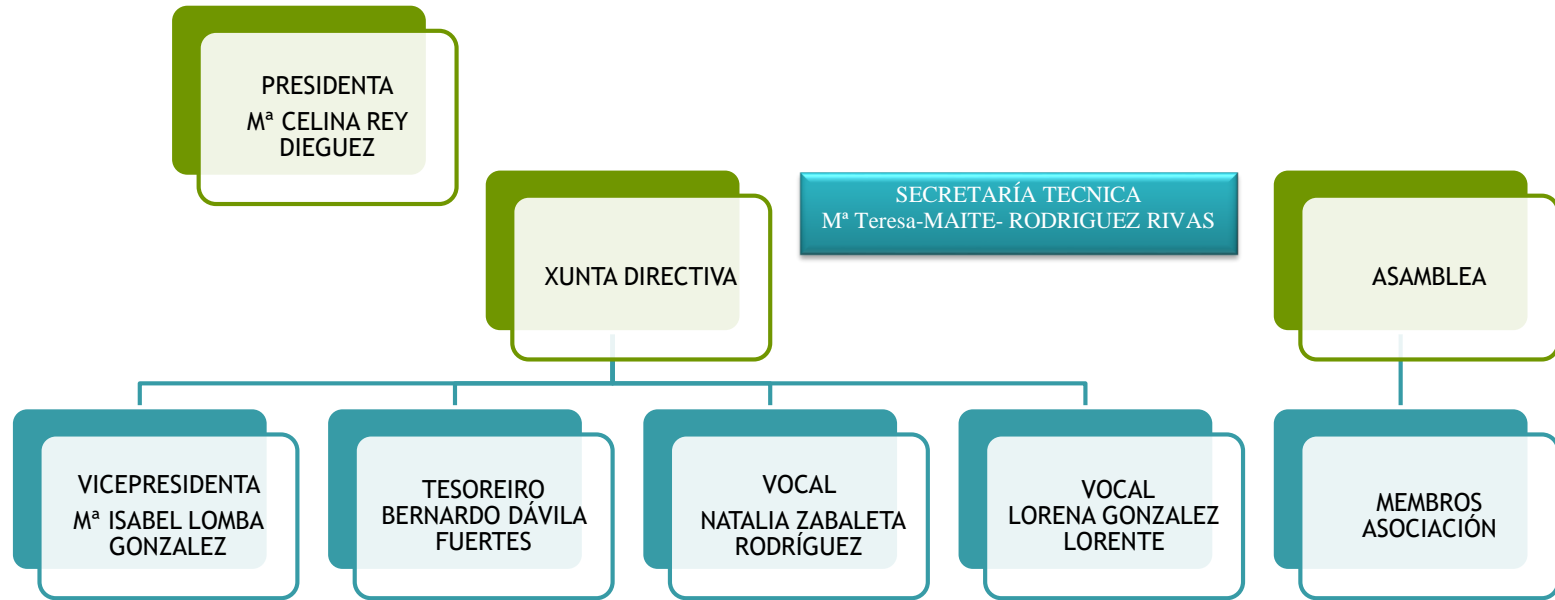 PRESIDENTA
Mª CELINA REY
DIEGUEZ
SECRETARÍA TECNICA
Mª Teresa-MAITE- RODRIGUEZ RIVAS
XUNTA DIRECTIVA
ASAMBLEA
VICEPRESIDENTA
Mª ISABEL LOMBA
GONZALEZ
TESOREIRO
BERNARDO DÁVILA
FUERTES
VOCAL
NATALIA ZABALETA
RODRÍGUEZ
VOCAL
LORENA GONZALEZ
LORENTE
MEMBROS
ASOCIACIÓN